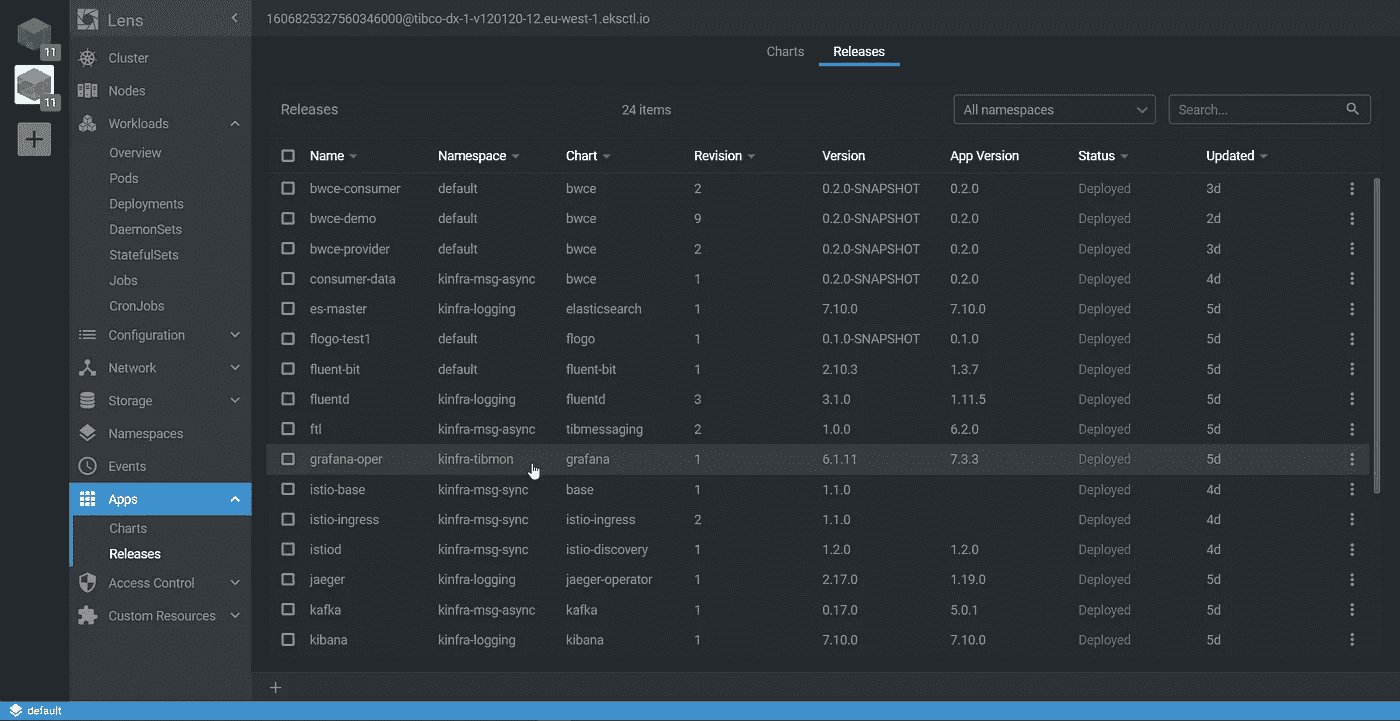 Lens
1606825327560346000@tibco-dx-1-v120120-12.eu-west-1.eksctl.io
11
11
Cluster
Nodes
Workloads
Overview
Pods
Deployments
DaemonSets
StatefulSets
Jobs
CronJobs
Configuration
Network
Storage
Namespaces
Events
Apps
Charts
Releases
Access Control
Custom Resources
Charts Releases
Releases 24 items All namespaces Search...
Name Namespace Chart Revision Version App Version Status Updated
bwce-consumer default bwce 2 0.2.0-SNAPSHOT 0.2.0 Deployed 3d
bwce-demo default bwce 9 0.2.0-SNAPSHOT 0.2.0 Deployed 2d
bwce-provider default bwce 2 0.2.0-SNAPSHOT 0.2.0 Deployed 3d
consumer-data kinfra-msg-async bwce 1 0.2.0-SNAPSHOT 0.2.0 Deployed 4d
es-master kinfra-logging elasticsearch 1 7.10.0 7.10.0 Deployed 5d
flogo-test1 default flogo 1 0.1.0-SNAPSHOT 0.1.0 Deployed 5d
fluent-bit default fluent-bit 1 2.10.3 1.3.7 Deployed 5d
fluentd kinfra-logging fluentd 3 3.1.0 1.11.5 Deployed 5d
ftl kinfra-msg-async tibmessaging 2 1.0.0 6.2.0 Deployed 5d
grafana-oper kinfra-tibmon grafana 1 6.1.11 7.3.3 Deployed 5d
istio-base kinfra-msg-sync base 1 1.1.0 Deployed 4d
istio-ingress kinfra-msg-sync istio-ingress 2 1.1.0 Deployed 4d
istiod kinfra-msg-sync istio-discovery 1 1.2.0 1.2.0 Deployed 4d
jaeger kinfra-logging jaeger-operator 1 2.17.0 1.19.0 Deployed 5d
kafka kinfra-msg-async kafka 1 0.17.0 5.0.1 Deployed 5d
kibana kinfra-logging kibana 1 7.10.0 7.10.0 Deployed 5d
default